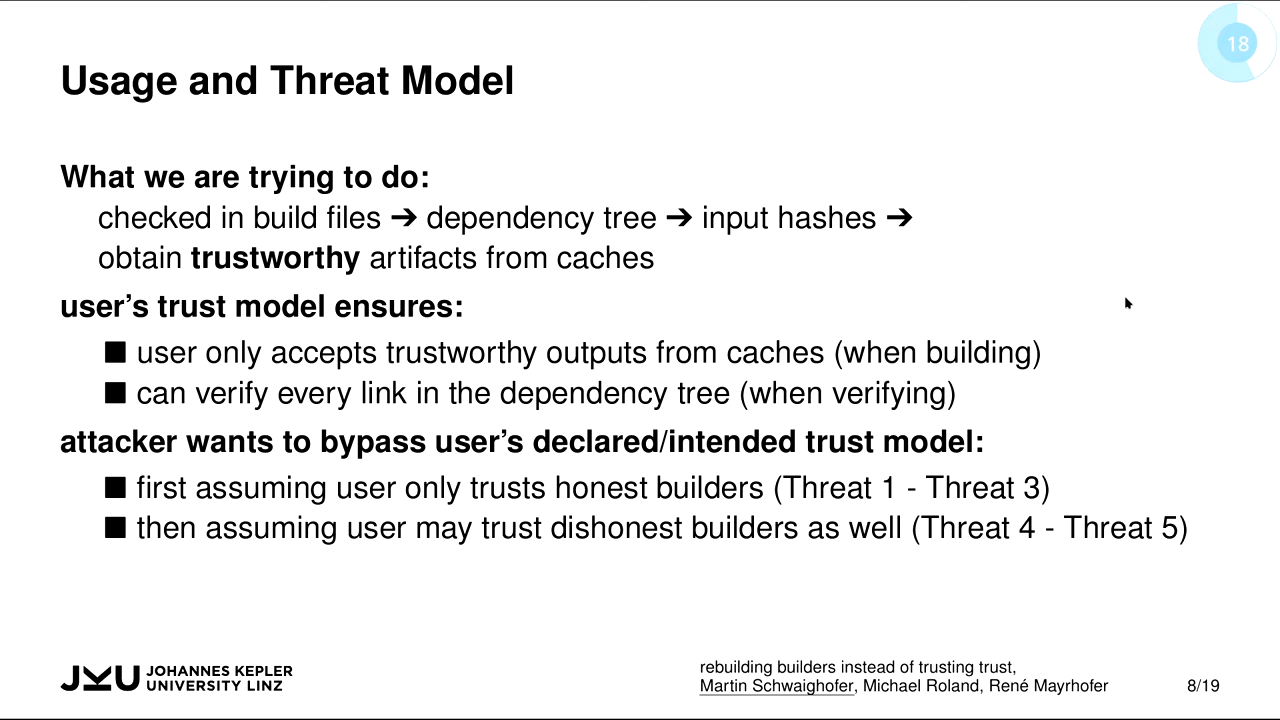 18
Usage and Threat Model
What we are trying to do:
checked in build files ➔ dependency tree ➔ input hashes ➔
obtain trustworthy artifacts from caches
user’s trust model ensures:
■ user only accepts trustworthy outputs from caches (when building)
■ can verify every link in the dependency tree (when verifying)
attacker wants to bypass user’s declared/intended trust model:
■ first assuming user only trusts honest builders (Threat 1 - Threat 3)
■ then assuming user may trust dishonest builders as well (Threat 4 - Threat 5)
JKU JOHANNES KEPLER
UNIVERSITY LINZ
rebuilding builders instead of trusting trust,
Martin Schwaighofer, Michael Roland, René Mayrhofer
8/19